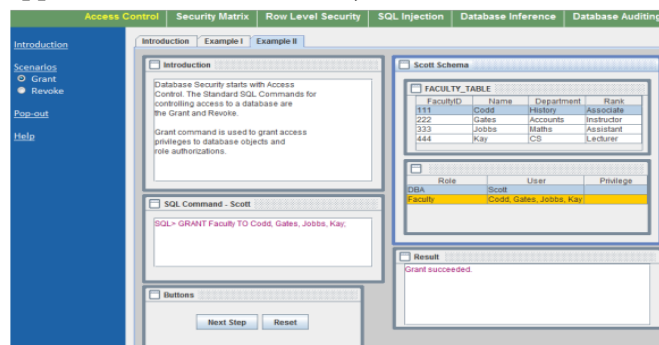 Access Control Security Matrix Row Level Security SQL Injection Database Inference Database Auditing
Introduction
Scenarios
Grant
Revoke
Pop-out
Help
Introduction Example I Example II
Introduction
Database Security starts with Access
Control. The Standard SQL Commands for
controlling access to a database are
the Grant and Revoke.
Grant command is used to grant access
privileges to database objects and
role authorizations.
SQL Command - Scott
SQL> GRANT Faculty TO Codd, Gates, Jobbs, Kay;
Buttons
Next Step Reset
Scott Schema
FACULTY_TABLE
FacultyID Name Department Rank
111 Codd History Associate
222 Gates Accounts Instructor
333 Jobbs Maths Assistant
444 Kay CS Lecturer
Role User Privilege
DBA Scott
Faculty Codd, Gates, Jobbs, Kay
Result
Grant succeeded.